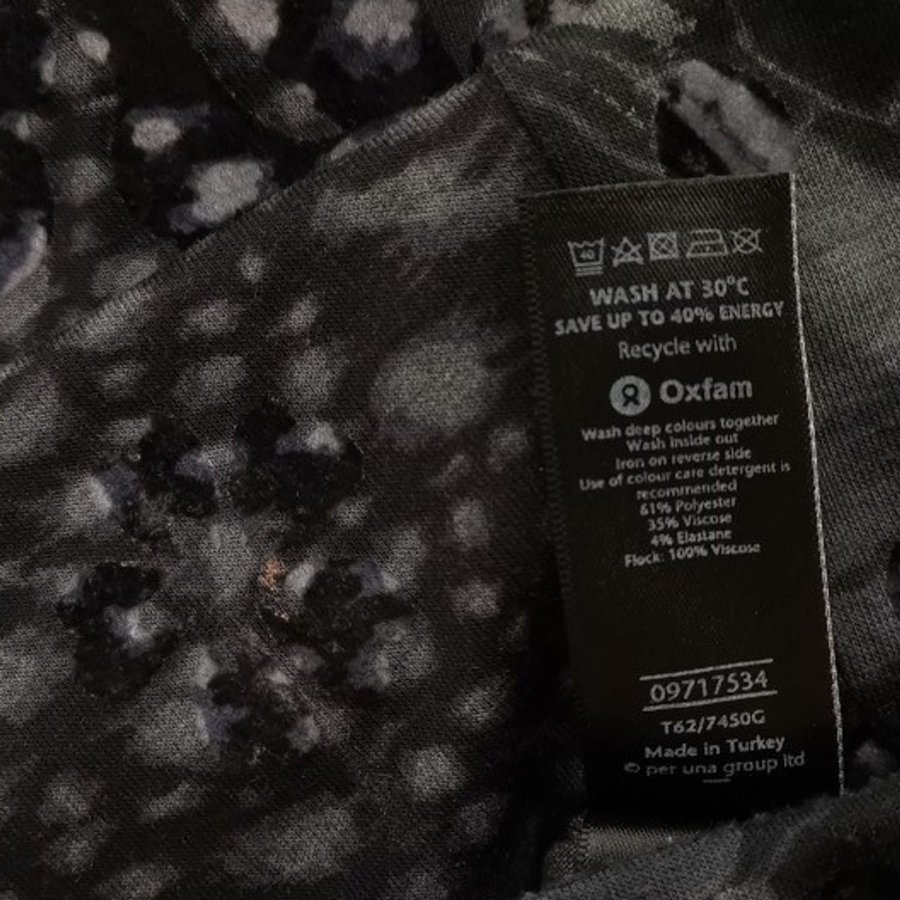 40
WASH AT 30°C
SAVE UP TO 40% ENERGY
Recycle with
Oxfam
Wash deep colours together
Wash inside out
Iron on reverse side
Use of colour care detergent is
recommended
61% Polyester
35% Viscose
4% Elastane
Flock: 100% Viscose
09717534
T62/7450G
Made in Turkey
© per una group ltd